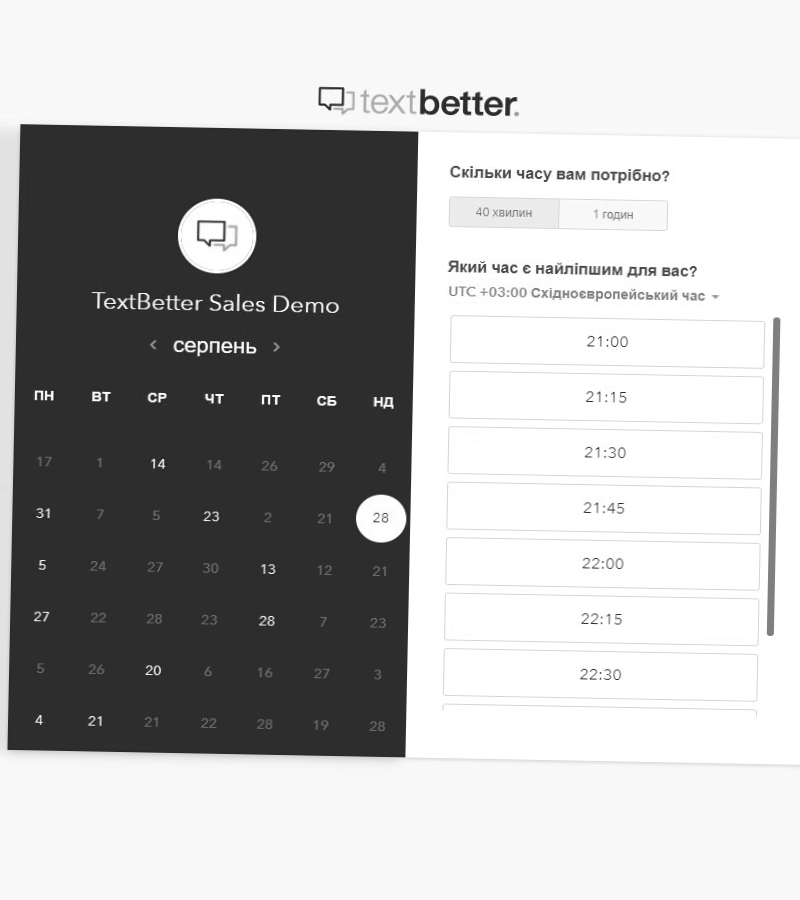 textbetter.
TextBetter Sales Demo
серпень
ПН ВТ СР ЧТ ПТ СБ НД
17 1 14 14 26 29 4
31 7 5 23 2 21 28
5 24 27 30 13 12 21
27 22 28 23 28 7 23
5 26 20 6 16 27 3
4 21 21 22 28 19 28
Скільки часу вам потрібно?
40 хвилин 1 годин
Який час є найліпшим для вас?
UTC +03:00 Східноєвропейський час
21:00
21:15
21:30
21:45
22:00
22:15
22:30